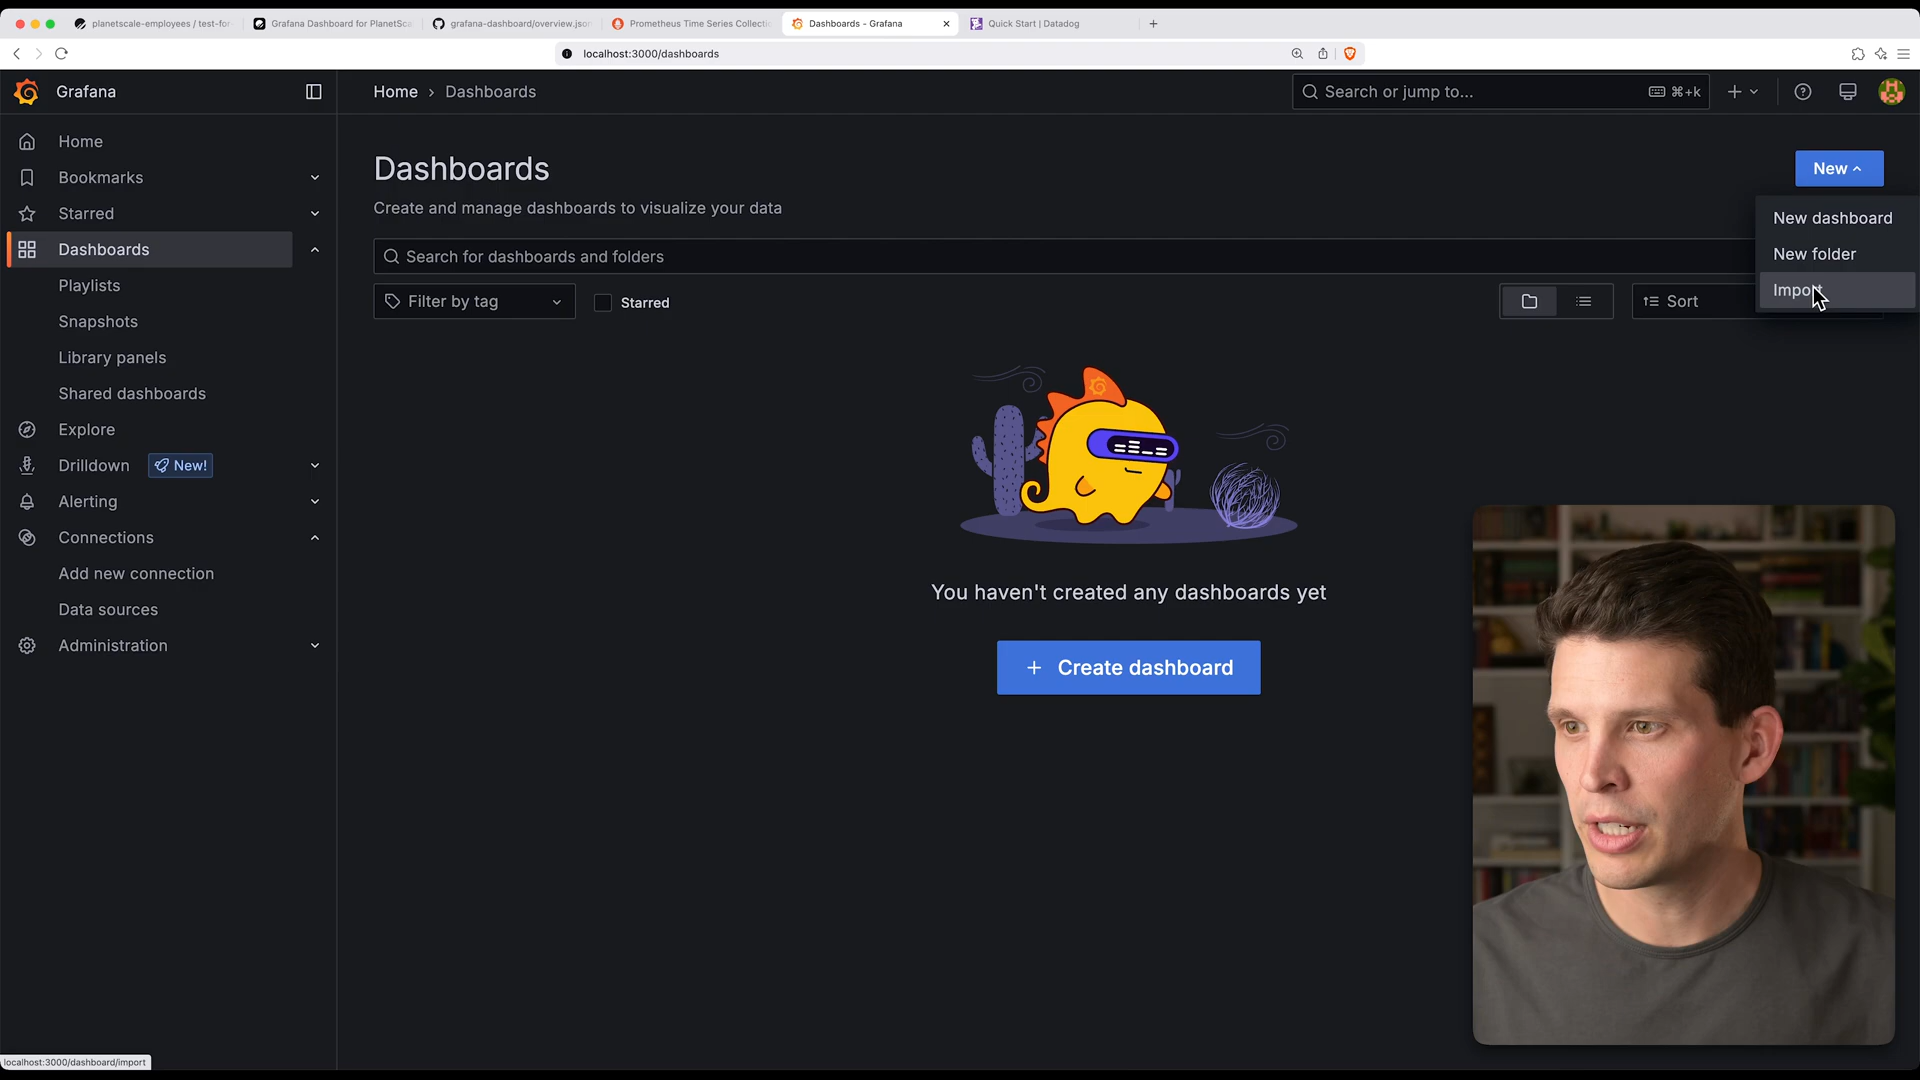 planetscale-employees / test-for
Grafana Dashboard for PlanetSca
grafana-dashboard/overview.json
Prometheus Time Series Collecti
Dashboards - Grafana
Quick Start | Datadog
localhost:3000/dashboards
Grafana
Home › Dashboards
Search or jump to...
⌘+k
Home
Bookmarks
Starred
Dashboards
Playlists
Snapshots
Library panels
Shared dashboards
Explore
Drilldown
New!
Alerting
Connections
Add new connection
Data sources
Administration
Dashboards
Create and manage dashboards to visualize your data
New
New dashboard
New folder
Import
Search for dashboards and folders
Filter by tag
Starred
Sort
You haven't created any dashboards yet
+ Create dashboard
localhost:3000/dashboard/import